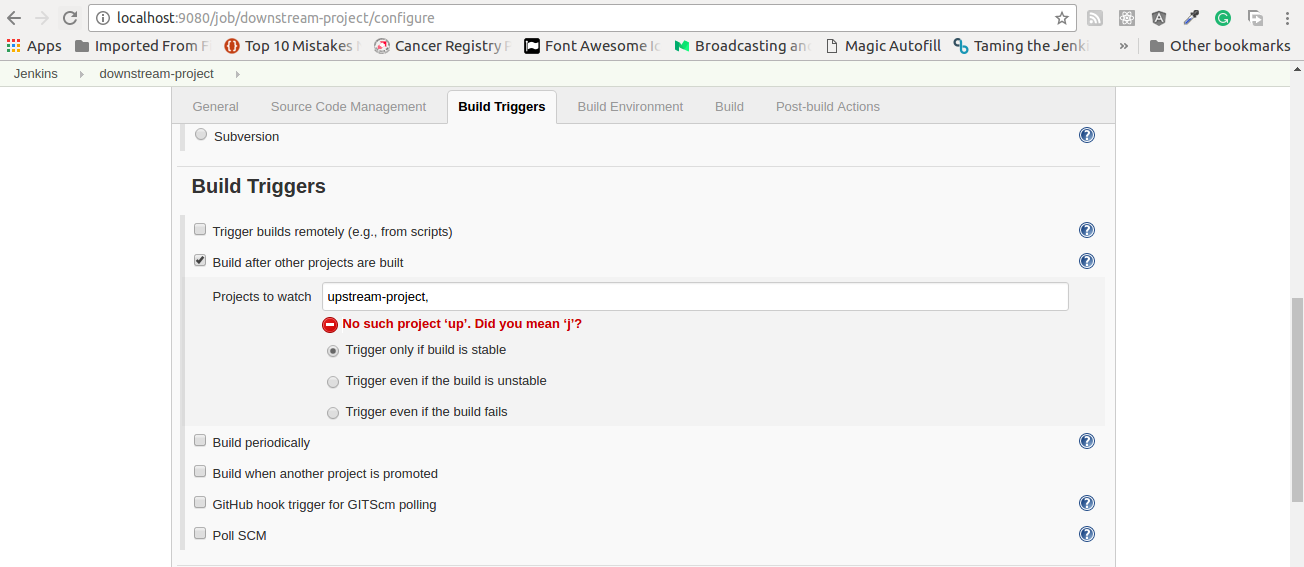 localhost:9080/job/downstream-project/configure
Apps Imported From F Top 10 Mistakes Cancer Registry F Font Awesome Ic Broadcasting an Magic Autofill Taming the Jenki » Other bookmarks
Jenkins downstream-project
General Source Code Management Build Triggers Build Environment Build Post-build Actions
Subversion
Build Triggers
Trigger builds remotely (e.g., from scripts)
Build after other projects are built
Projects to watch upstream-project,
No such project ‘up’. Did you mean ‘j’?
Trigger only if build is stable
Trigger even if the build is unstable
Trigger even if the build fails
Build periodically
Build when another project is promoted
GitHub hook trigger for GITScm polling
Poll SCM